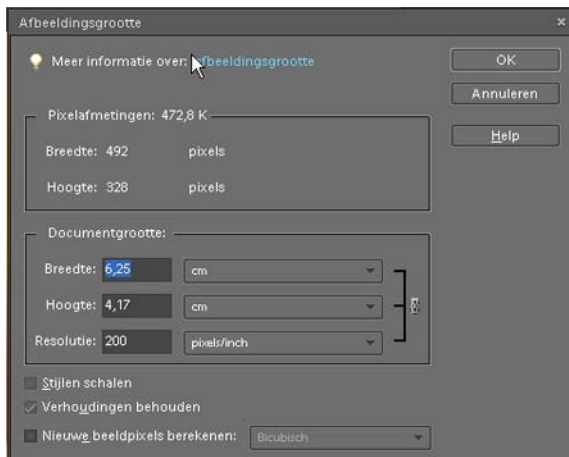 Afbeeldingsgrootte
Meer informatie over: afbeeldingsgrootte
OK
Annuleren
Help
Pixelafmetingen: 472,8 K
Breedte: 492 pixels
Hoogte: 328 pixels
Documentgrootte:
Breedte: 6,25 cm
Hoogte: 4,17 cm
Resolutie: 200 pixels/inch
Stijlen schalen
Verhoudingen behouden
Nieuwe beeldpixels berekenen: Bicubisch